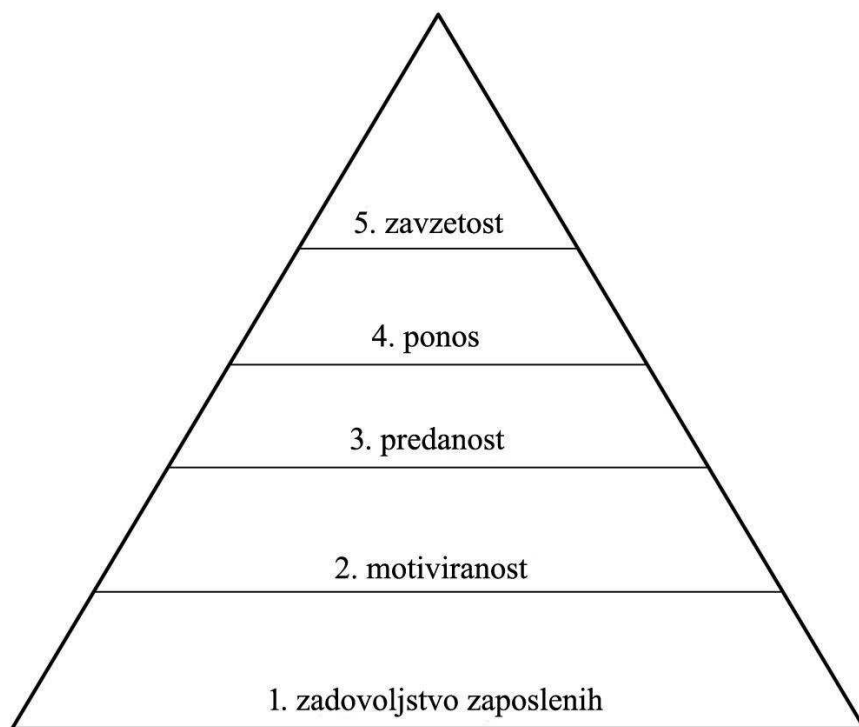 5. zavzetost
4. ponos
3. predanost
2. motiviranost
1. zadovoljstvo zaposlenih